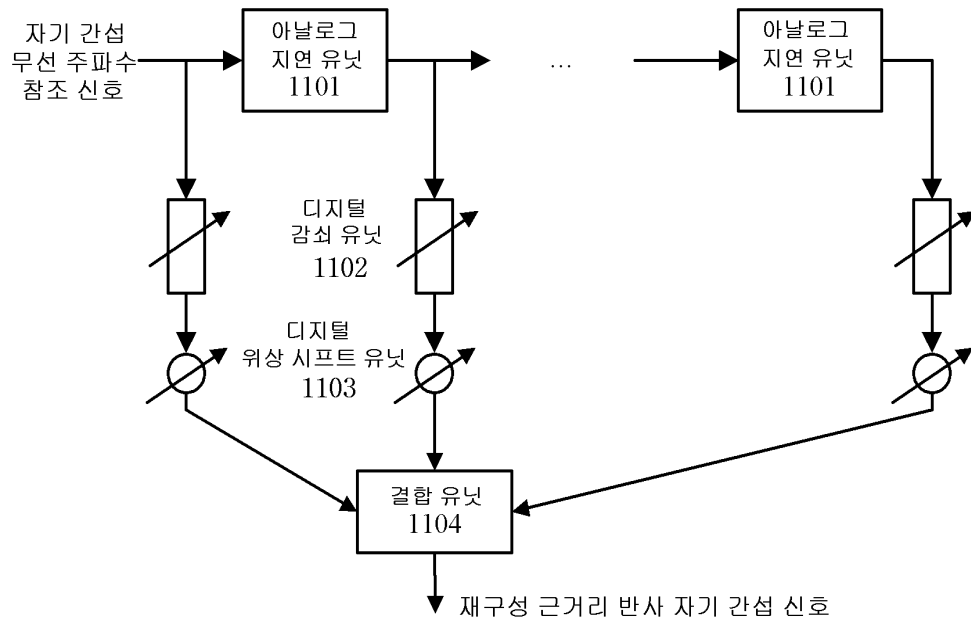 자기 간섭
무선 주파수
참조 신호
아날로그
지연 유닛
1101
...
아날로그
지연 유닛
1101
디지털
감쇠 유닛
1102
디지털
위상 시프트 유닛
1103
결합 유닛
1104
재구성 근거리 반사 자기 간섭 신호